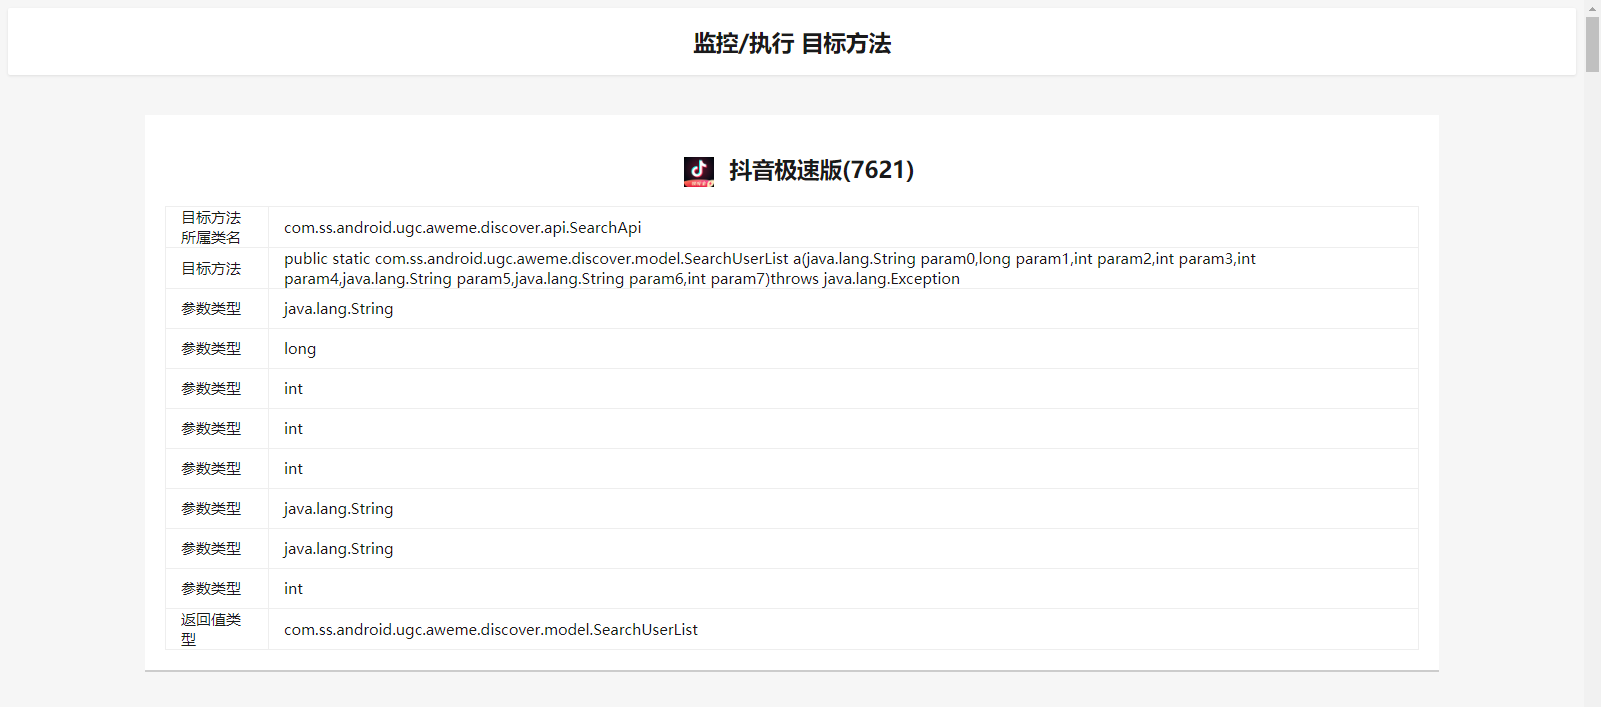 监控/执行 目标方法
抖音极速版(7621)
目标方法
所属类名
com.ss.android.ugc.aweme.discover.api.SearchApi
目标方法
public static com.ss.android.ugc.aweme.discover.model.SearchUserList a(java.lang.String param0,long param1,int param2,int param3,int
param4,java.lang.String param5,java.lang.String param6,int param7)throws java.lang.Exception
参数类型
java.lang.String
参数类型
long
参数类型
int
参数类型
int
参数类型
int
参数类型
java.lang.String
参数类型
java.lang.String
参数类型
int
返回值类
型
com.ss.android.ugc.aweme.discover.model.SearchUserList